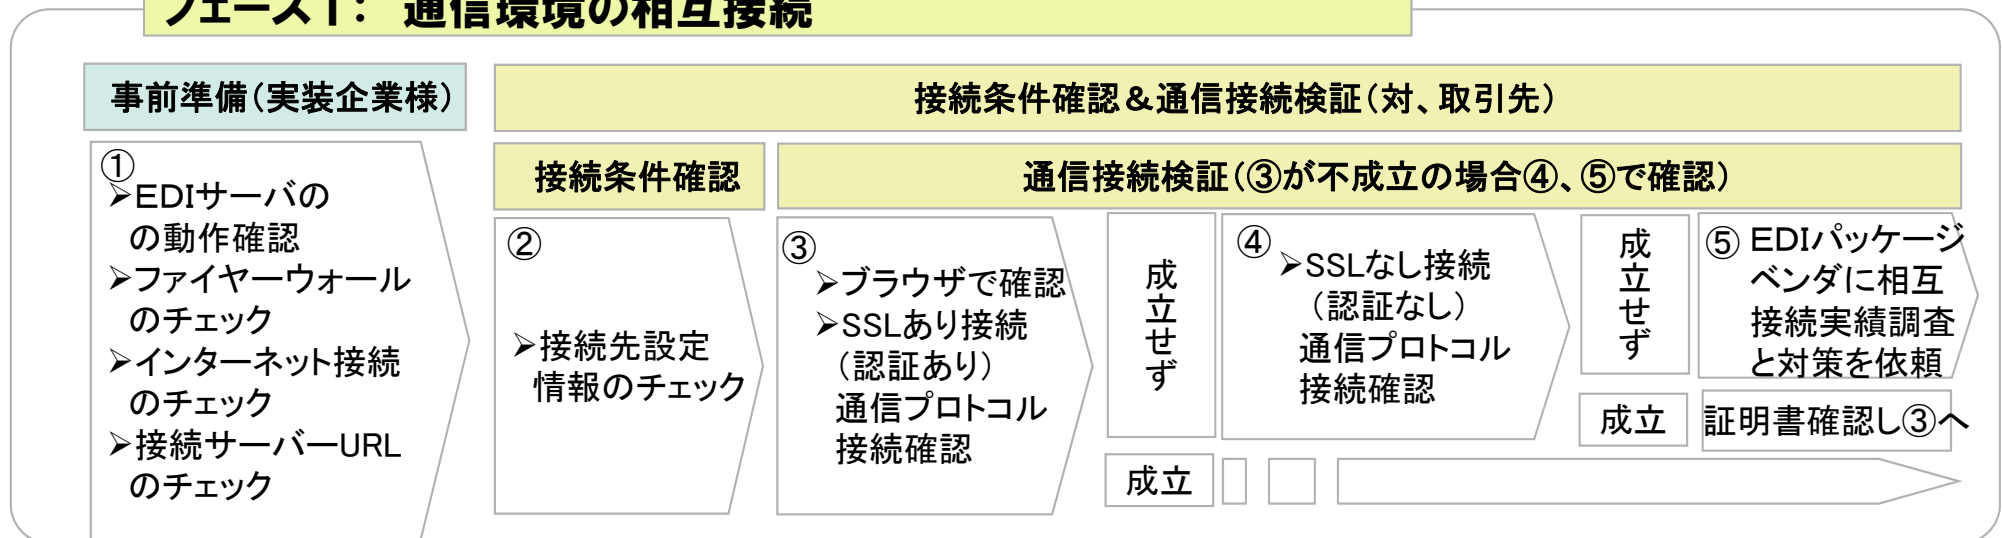 フェーズ1: 通信環境の相互接続
事前準備(実装企業様)
接続条件確認&通信接続検証(対、取引先)
接続条件確認
通信接続検証(③が不成立の場合④、⑤で確認)
①
➢EDIサーバの
の動作確認
➢ファイヤーウォール
のチェック
➢インターネット接続
のチェック
➢接続サーバーURL
のチェック
②
➢接続先設定
情報のチェック
③
➢ブラウザで確認
➢SSLあり接続
(認証あり)
通信プロトコル
接続確認
成立せず
成立
④
➢SSLなし接続
(認証なし)
通信プロトコル
接続確認
成立せず
成立
⑤ EDIパッケージ
ベンダに相互
接続実績調査
と対策を依頼
証明書確認し③へ